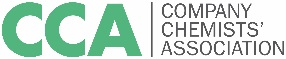 CCA
COMPANY
CHEMISTS'
ASSOCIATION